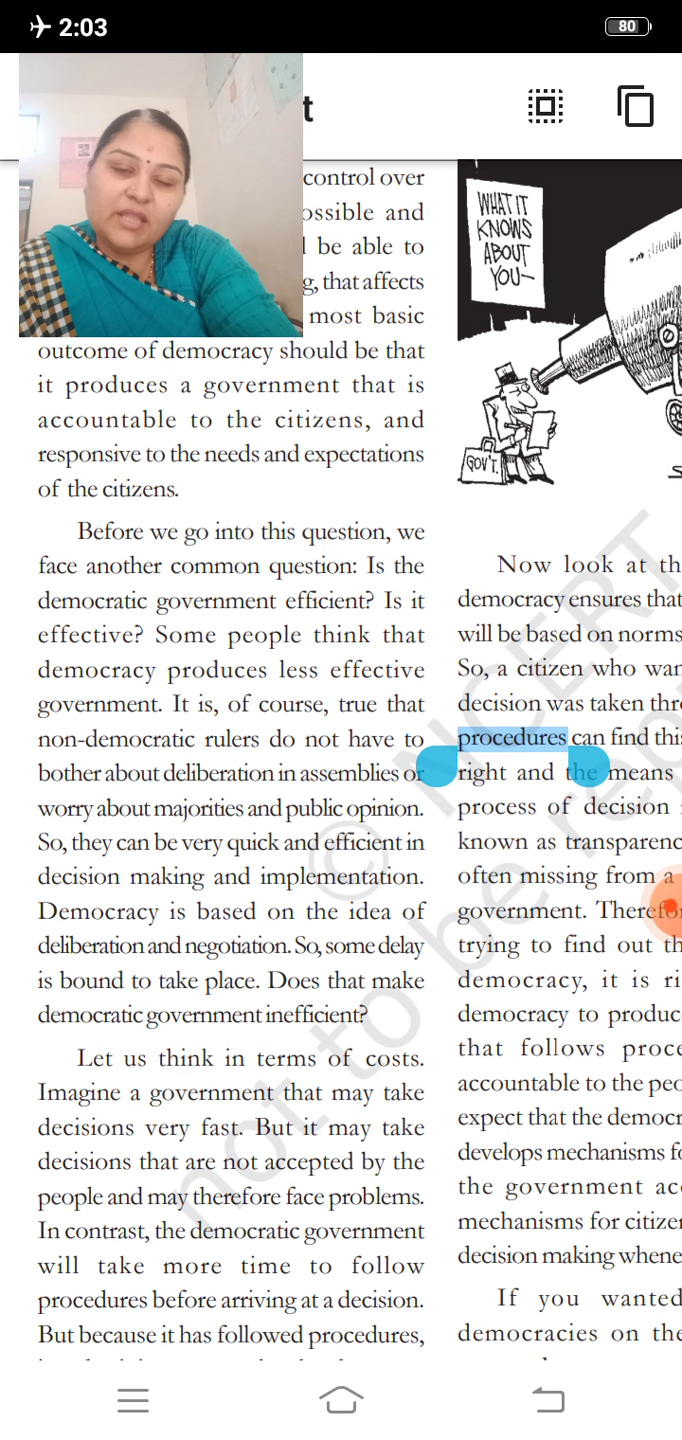 2:03
80
t
control over
ossible and
be able to
g, that affects
most basic
outcome of democracy should be that
it produces a government that is
accountable to the citizens, and
responsive to the needs and expectations
of the citizens.
Before we go into this question, we
face another common question: Is the
democratic government efficient? Is it
effective? Some people think that
democracy produces less effective
government. It is, of course, true that
non-democratic rulers do not have to
bother about deliberation in assemblies or
worry about majorities and public opinion.
So, they can be very quick and efficient in
decision making and implementation.
Democracy is based on the idea of
deliberation and negotiation. So, some delay
is bound to take place. Does that make
democratic government inefficient?
Let us think in terms of costs.
Imagine a government that may take
decisions very fast. But it may take
decisions that are not accepted by the
people and may therefore face problems.
In contrast, the democratic government
will take more time to follow
procedures before arriving at a decision.
But because it has followed procedures,
WHAT IT
KNOWS
ABOUT
YOU—
GOV'T.
Now look at th
democracy ensures that
will be based on norms
So, a citizen who wan
decision was taken thr
procedures can find this
right and the means
process of decision
known as transparenc
often missing from a
government. Therefo
trying to find out th
democracy, it is ri
democracy to produc
that follows proce
accountable to the peo
expect that the democr
develops mechanisms fo
the government acc
mechanisms for citizen
decision making whene
If you wanted
democracies on the
© NCERT
not to be rep